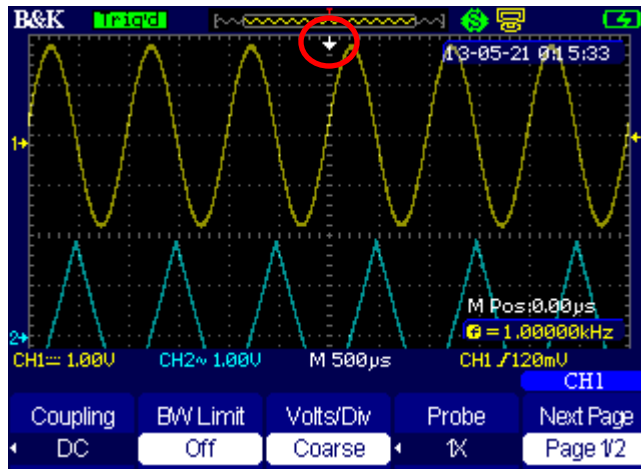 B&K Trig'd
13-05-21 0:15:33
1
M Pos:0.00µs
2
f = 1.00000kHz
CH1 1.00V CH2~ 1.00V M 500µs CH1 120mV
CH1
Coupling BW Limit Volts/Div Probe Next Page
DC Off Coarse 1X Page 1/2